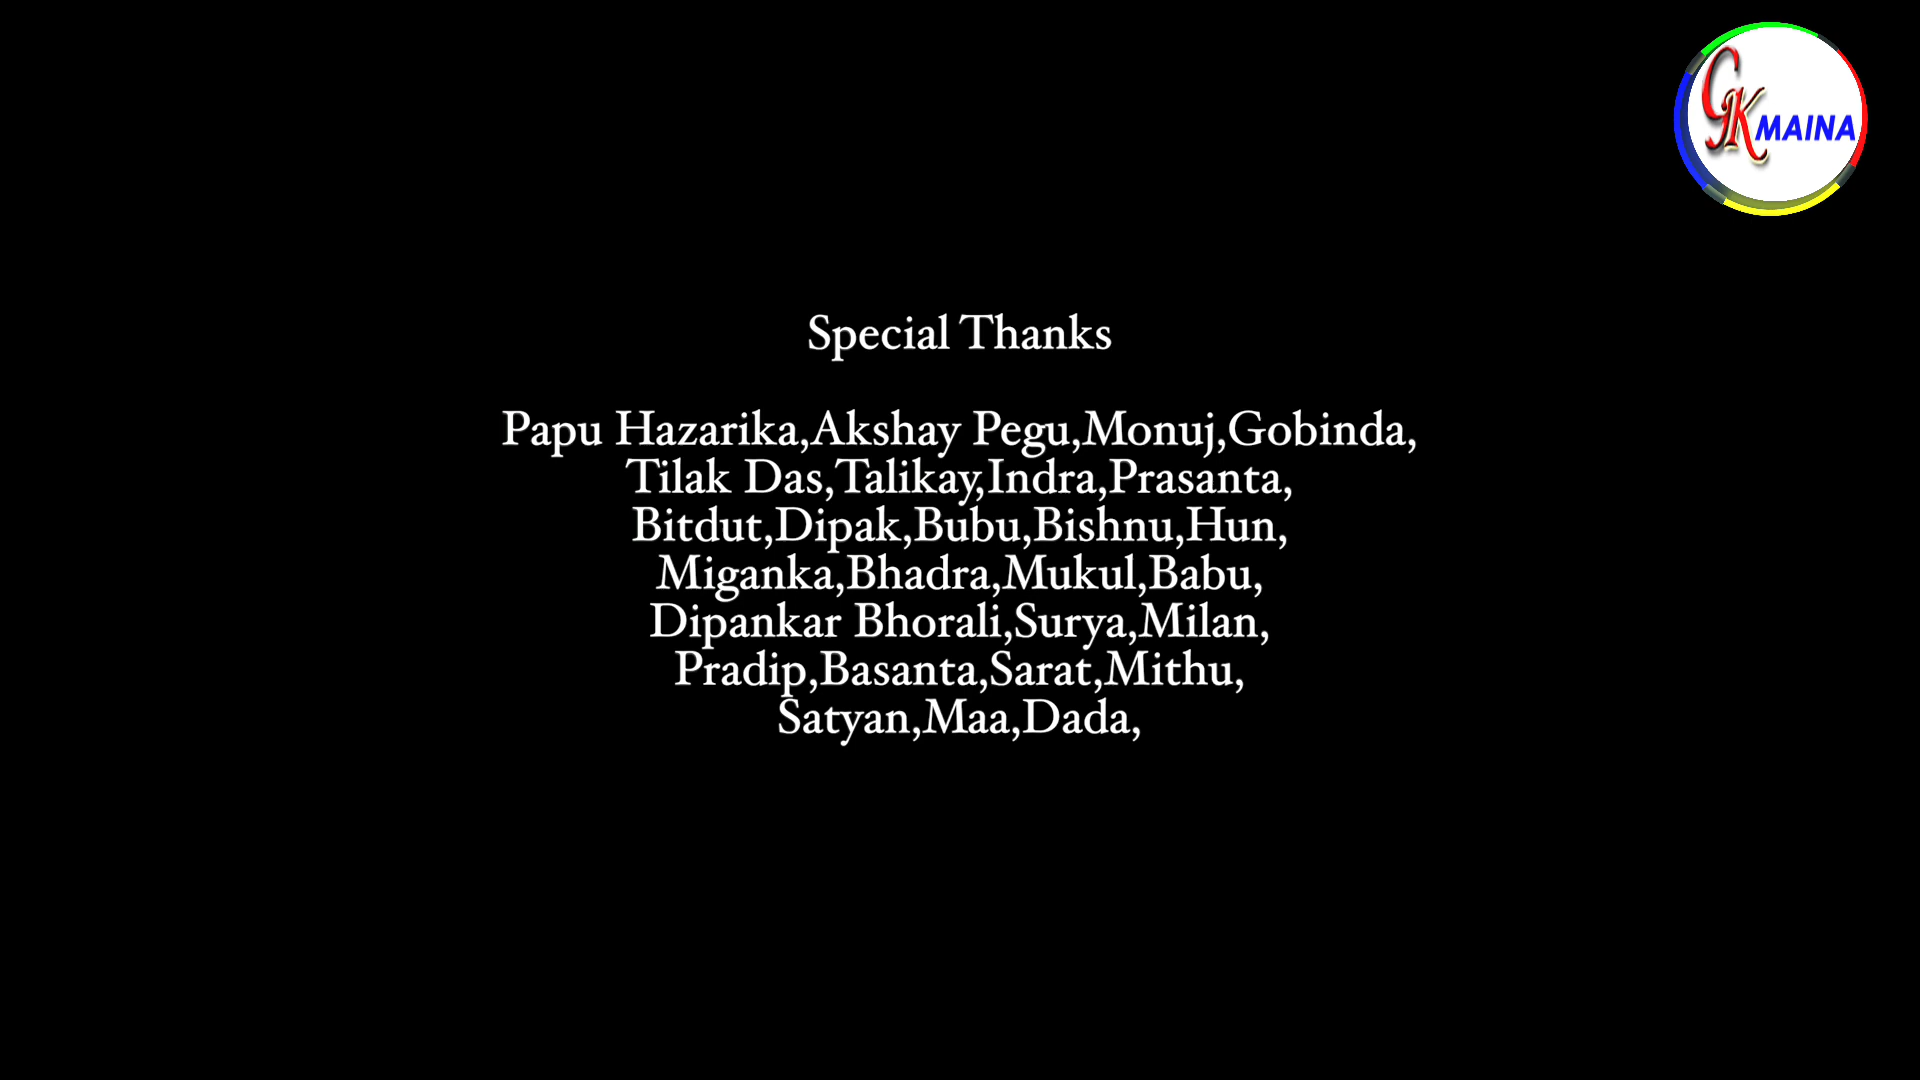 GK MAINA
Special Thanks
Papu Hazarika,Akshay Pegu,Monuj,Gobinda,
Tilak Das,Talikay,Indra,Prasanta,
Bitdut,Dipak,Bubu,Bishnu,Hun,
Miganka,Bhadra,Mukul,Babu,
Dipankar Bhorali,Surya,Milan,
Pradip,Basanta,Sarat,Mithu,
Satyan,Maa,Dada,